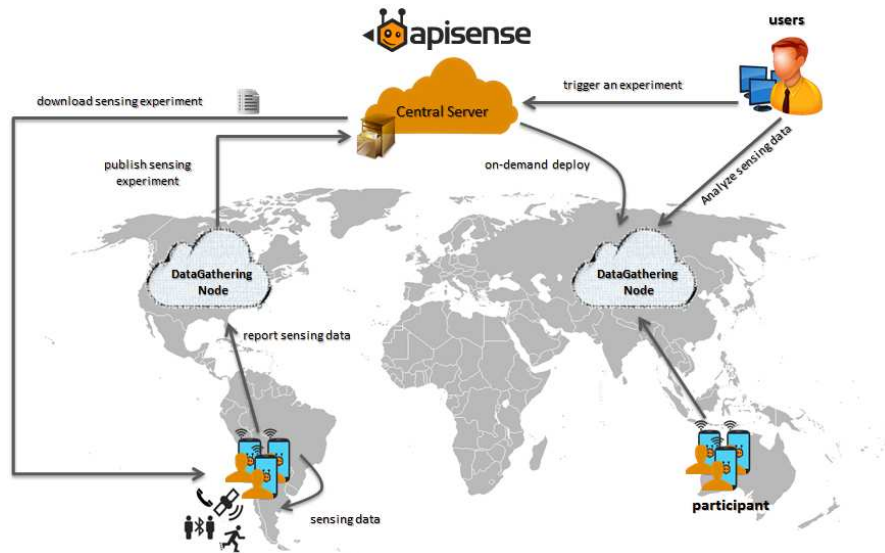 apisense
users
download sensing experiment
trigger an experiment
Central Server
publish sensing
experiment
on-demand deploy
Analyze sensing data
DataGathering
Node
DataGathering
Node
report sensing data
sensing data
participant